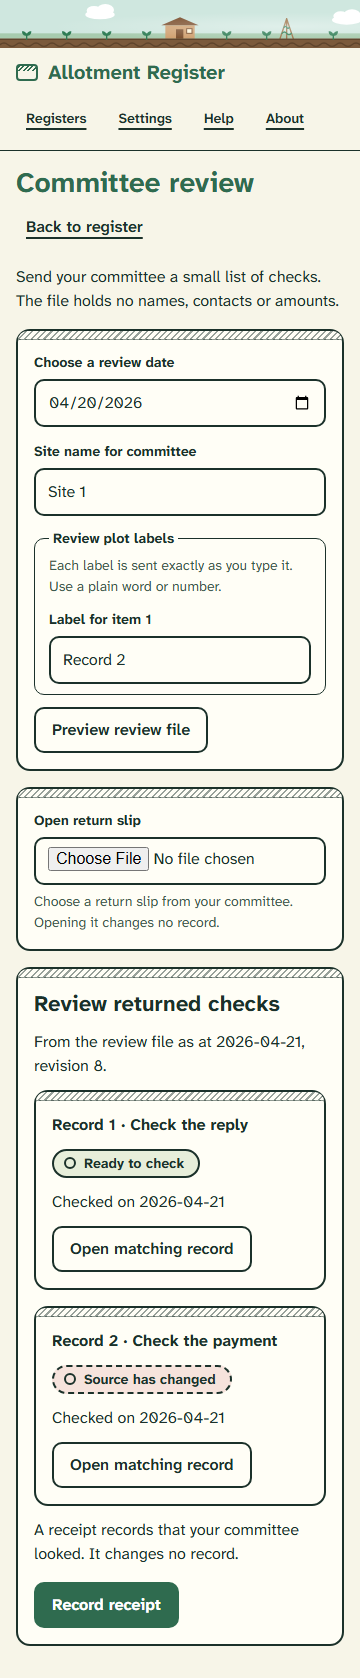 Allotment Register
Registers
Settings
Help
About
Committee review
Back to register
Send your committee a small list of checks.
The file holds no names, contacts or amounts.
Choose a review date
04/20/2026
Site name for committee
Site 1
Review plot labels
Each label is sent exactly as you type it.
Use a plain word or number.
Label for item 1
Record 2
Preview review file
Open return slip
Choose File No file chosen
Choose a return slip from your committee.
Opening it changes no record.
Review returned checks
From the review file as at 2026-04-21,
revision 8.
Record 1 · Check the reply
Ready to check
Checked on 2026-04-21
Open matching record
Record 2 · Check the payment
Source has changed
Checked on 2026-04-21
Open matching record
A receipt records that your committee
looked. It changes no record.
Record receipt